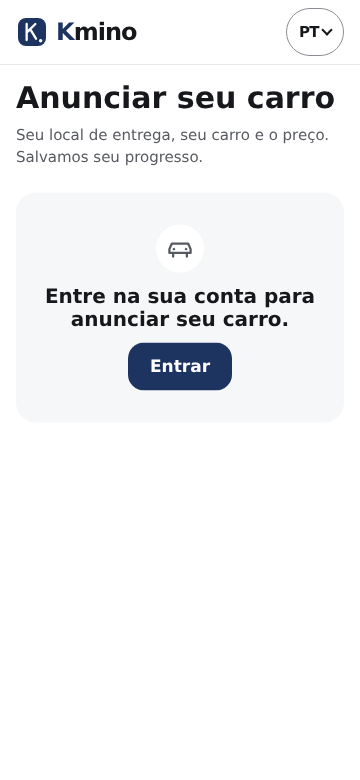 K. Kmino
PT
Anunciar seu carro
Seu local de entrega, seu carro e o preço.
Salvamos seu progresso.
Entre na sua conta para
anunciar seu carro.
Entrar